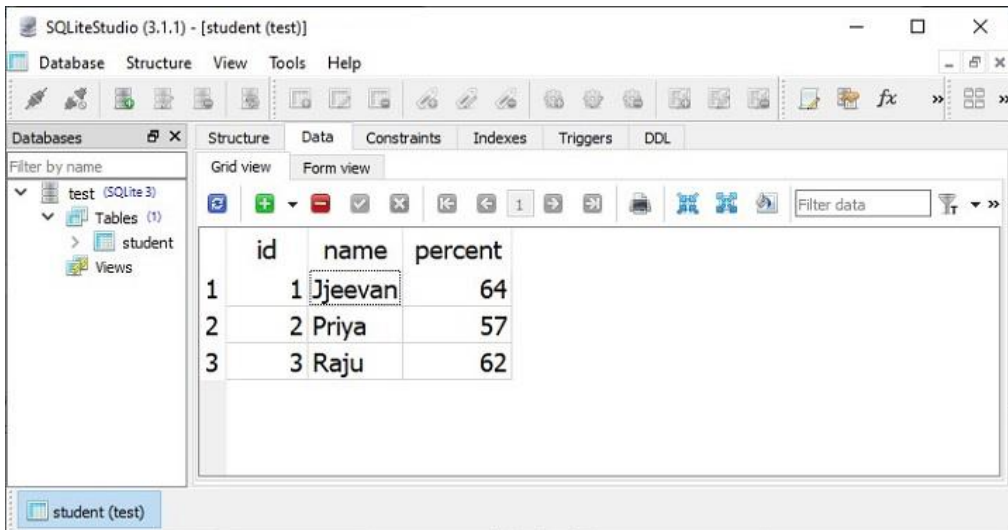 SQLiteStudio (3.1.1) - [student (test)]
Database Structure View Tools Help
fx
Databases
Structure Data Constraints Indexes Triggers DDL
Filter by name
Grid view Form view
test (SQLite 3)
1
Filter data
Tables (1)
student
Views
id name percent
1 1 Jjeevan 64
2 2 Priya 57
3 3 Raju 62
student (test)